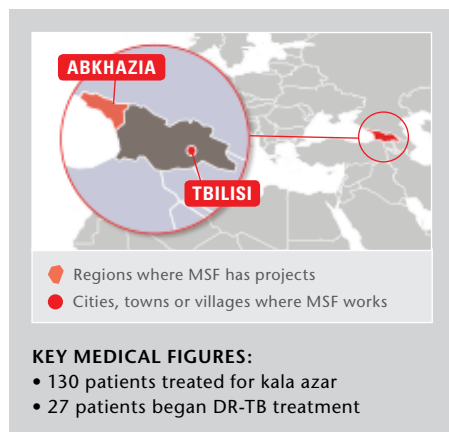 ABKHAZIA
TBILISI
Regions where MSF has projects
Cities, towns or villages where MSF works
KEY MEDICAL FIGURES:
• 130 patients treated for kala azar
• 27 patients began DR-TB treatment